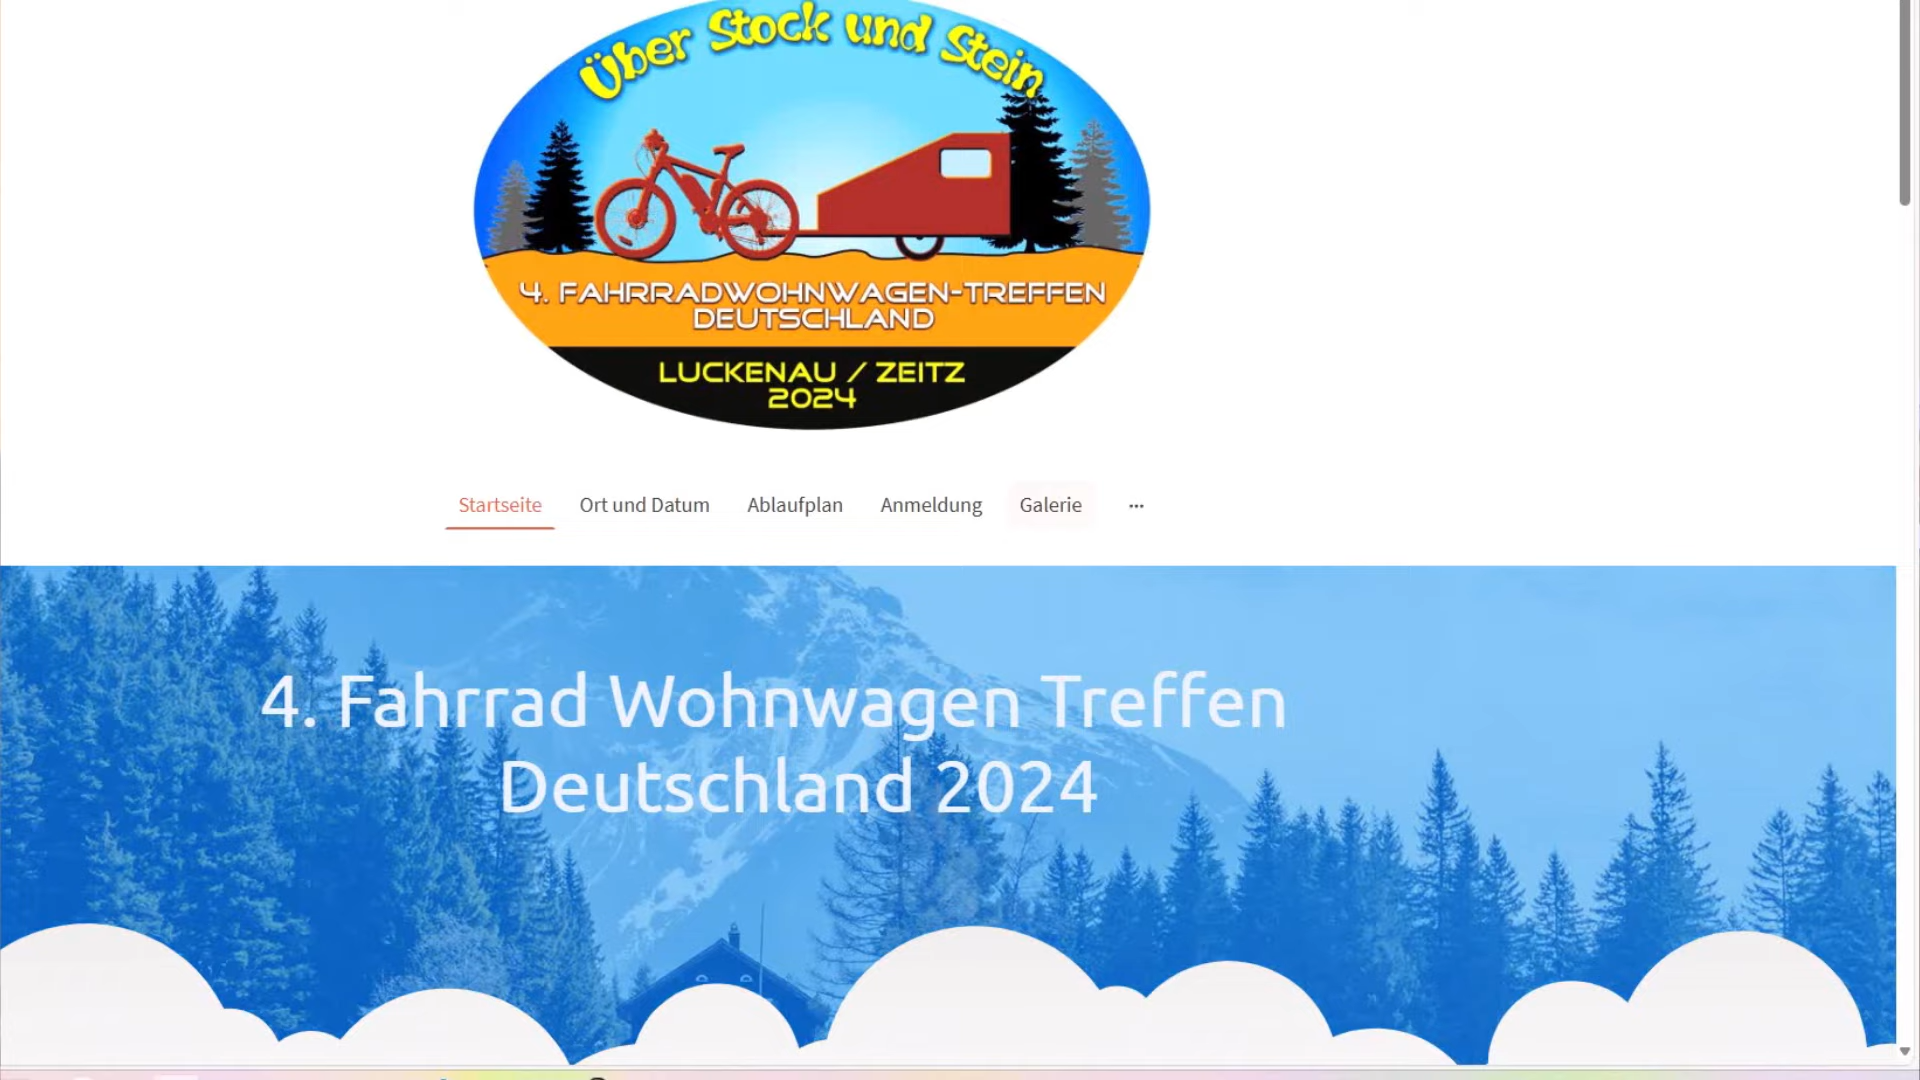 Über Stock und Stein
4. FAHRRADWOHNWAGEN-TREFFEN
DEUTSCHLAND
LUCKENAU / ZEITZ
2024
Startseite Ort und Datum Ablaufplan Anmeldung Galerie ...
4. Fahrrad Wohnwagen Treffen
Deutschland 2024